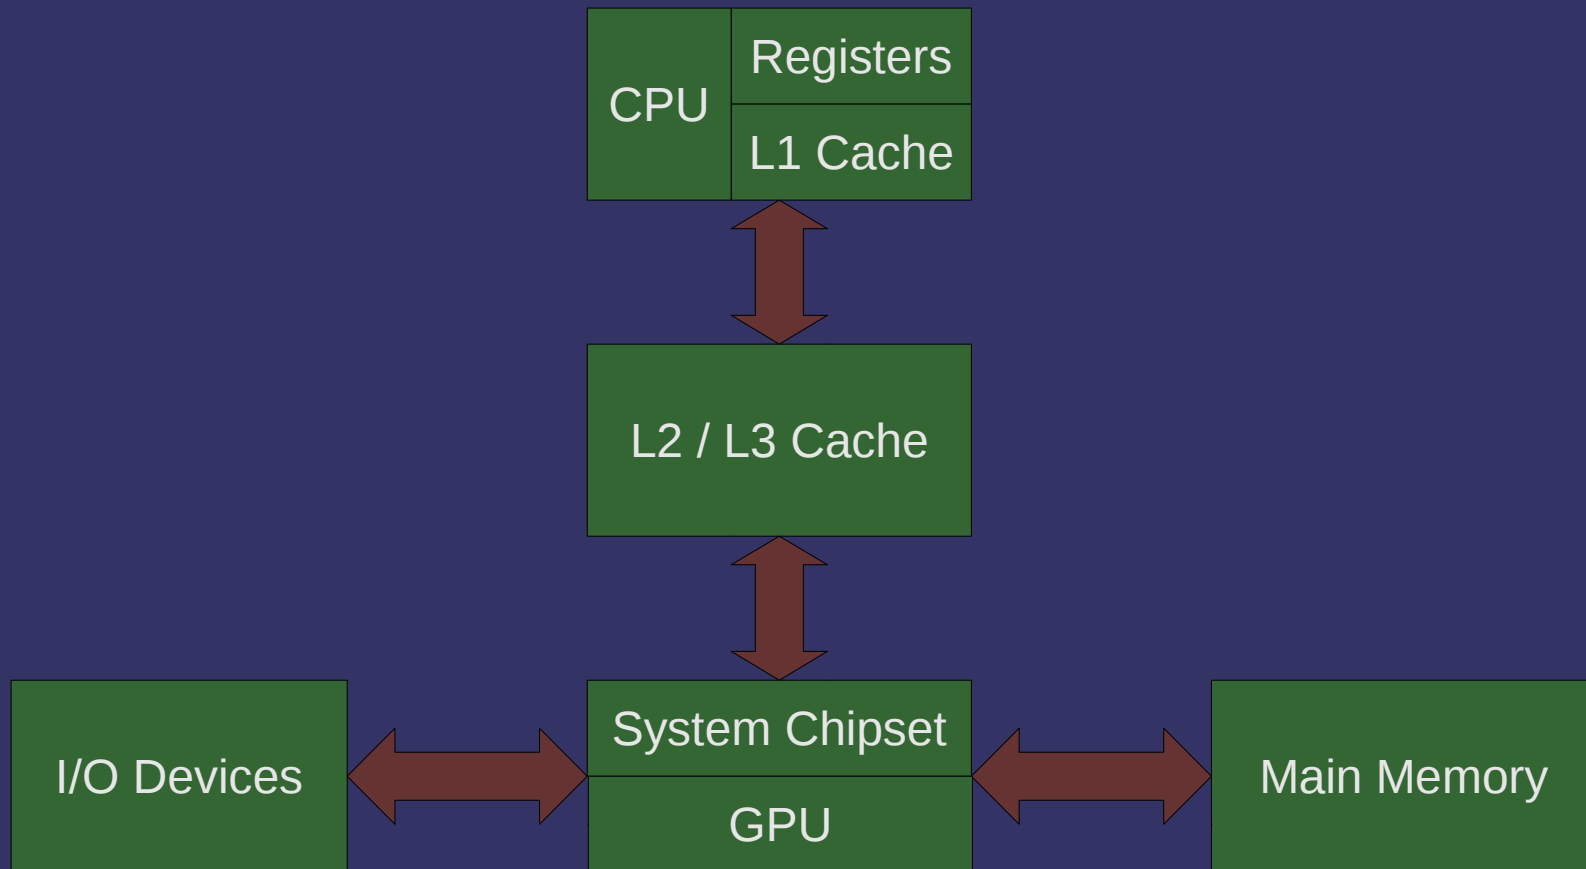 CPU
Registers
L1 Cache
L2 / L3 Cache
I/O Devices
System Chipset
GPU
Main Memory